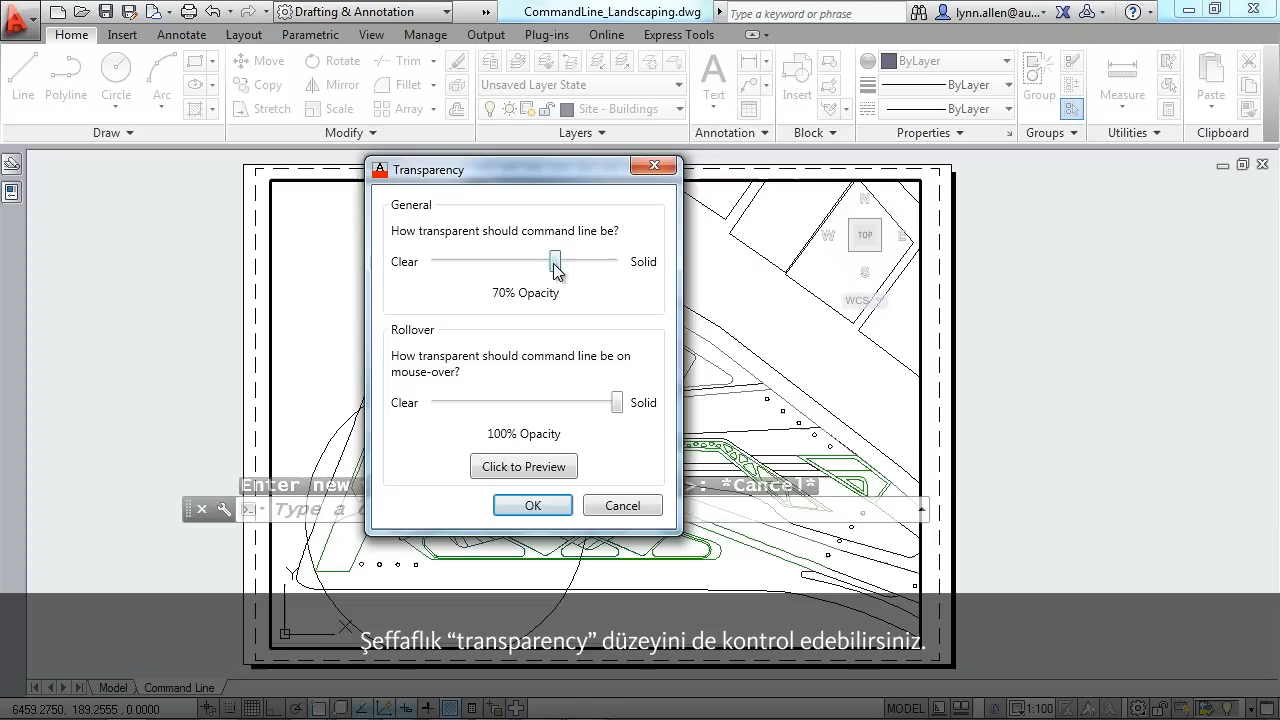 Drafting & Annotation
CommandLine_Landscaping.dwg
Type a keyword or phrase
lynn.allen@au...
Home Insert Annotate Layout Parametric View Manage Output Plug-ins Online Express Tools
Move Rotate Trim
Unsaved Layer State
ByLayer
Line Polyline Circle Arc
Copy Mirror Fillet
Text Insert
ByLayer
Group Measure Paste
Stretch Scale Array
Site - Buildings
ByLayer
Draw Modify Layers Annotation Block Properties Groups Utilities Clipboard
Transparency
General
How transparent should command line be?
Clear Solid
70% Opacity
Rollover
How transparent should command line be on
mouse-over?
Clear Solid
100% Opacity
Click to Preview
OK Cancel
N
W TOP E
S
WCS
Enter new >: *Cancel*
Type a
Y
X
Şeffaflık “transparency” düzeyini de kontrol edebilirsiniz.
Model Command Line
6459.2750, 189.2555, 0.0000
MODEL 1:100